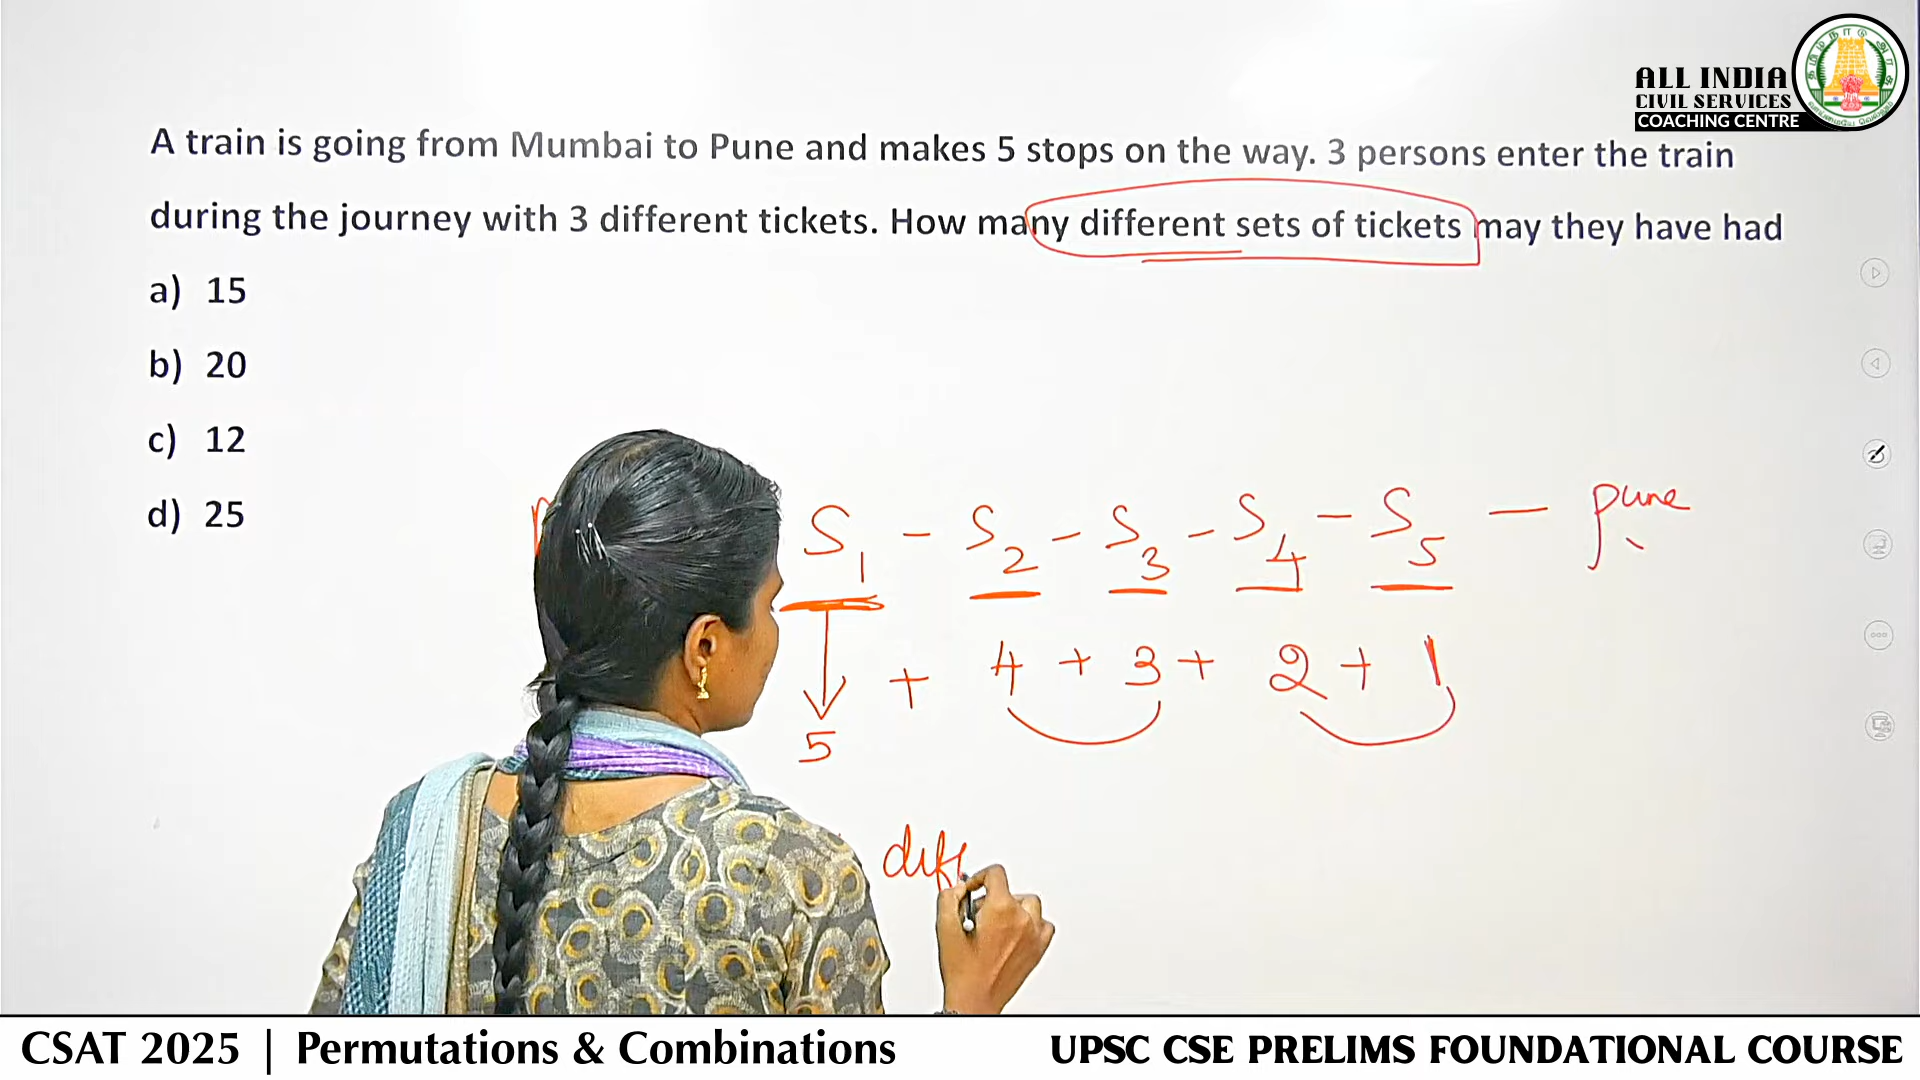 ALL INDIA
CIVIL SERVICES
COACHING CENTRE
A train is going from Mumbai to Pune and makes 5 stops on the way. 3 persons enter the train
during the journey with 3 different tickets. How many different sets of tickets may they have had
a) 15
b) 20
c) 12
d) 25
S1 - S2 - S3 - S4 - S5 — Pune
+ 4 + 3 + 2 + 1
5
diff
CSAT 2025 | Permutations & Combinations
UPSC CSE PRELIMS FOUNDATIONAL COURSE